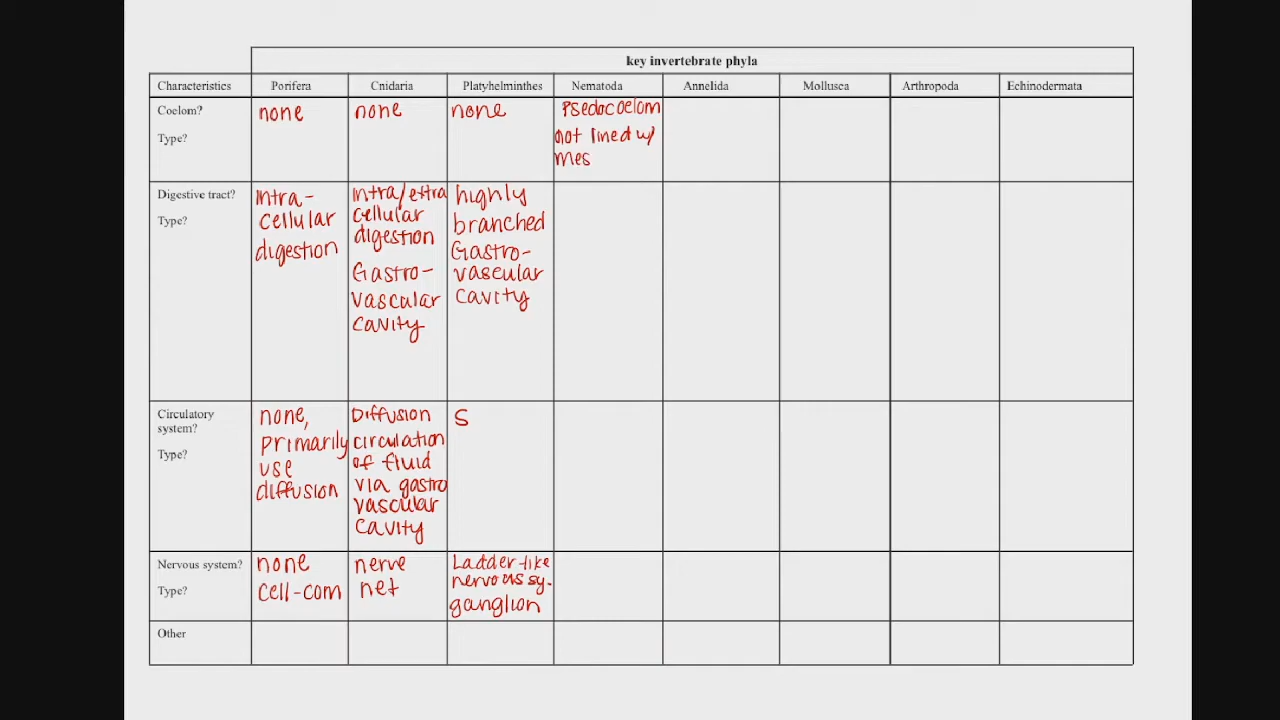 key invertebrate phyla
Characteristics Porifera Cnidaria Platyhelminthes Nematoda Annelida Mollusca Arthropoda Echinodermata
Coelom?
Type?
none
none
none
Psedocoelom
not lined w/
mes
Digestive tract?
Type?
Intra-
cellular
digestion
Intra/extra
cellular
digestion
Gastro-
vascular
cavity
highly
branched
Gastro-
vascular
cavity
Circulatory
system?
Type?
none,
primarily
use
diffusion
Diffusion
circulation
of fluid
via gastro
vascular
cavity
S
Nervous system?
Type?
none
cell-com
nerve
net
Ladder-like
nervous sy.
ganglion
Other